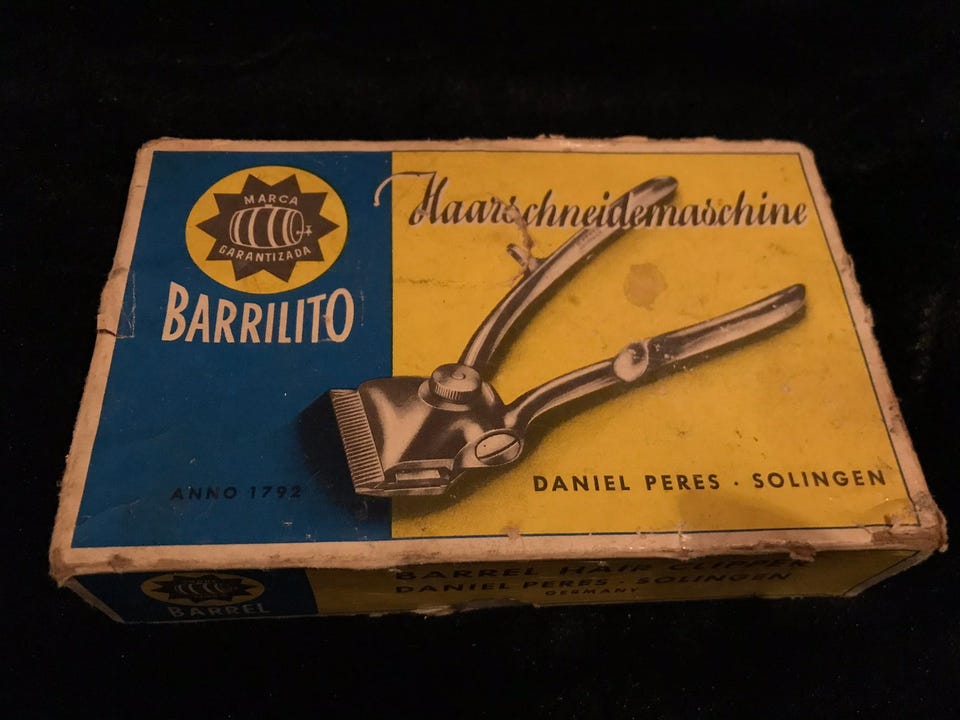 MARCA
GARANTIZADA
BARRILITO
Haarschneidemaschine
ANNO 1792
DANIEL PERES · SOLINGEN
BARREL
BARREL HAIR CLIPPER
DANIEL PERES · SOLINGEN
GERMANY